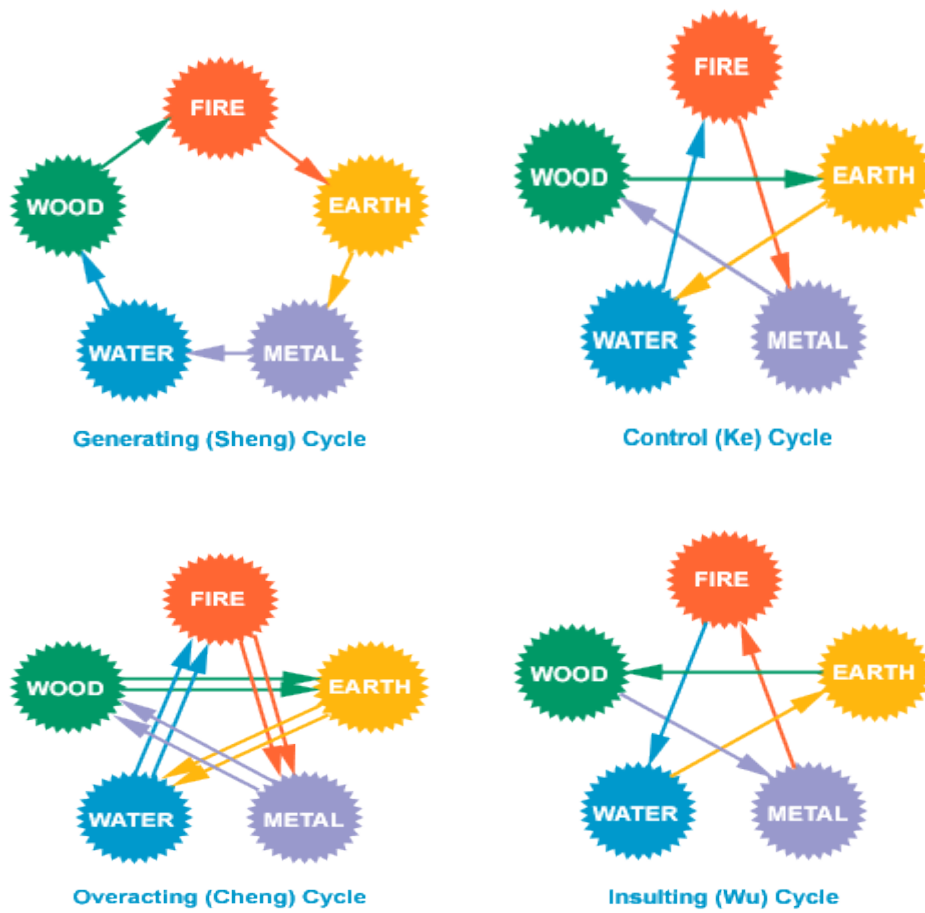 FIRE
WOOD
EARTH
WATER
METAL
Generating (Sheng) Cycle
FIRE
WOOD
EARTH
WATER
METAL
Control (Ke) Cycle
FIRE
WOOD
EARTH
WATER
METAL
Overacting (Cheng) Cycle
FIRE
WOOD
EARTH
WATER
METAL
Insulting (Wu) Cycle